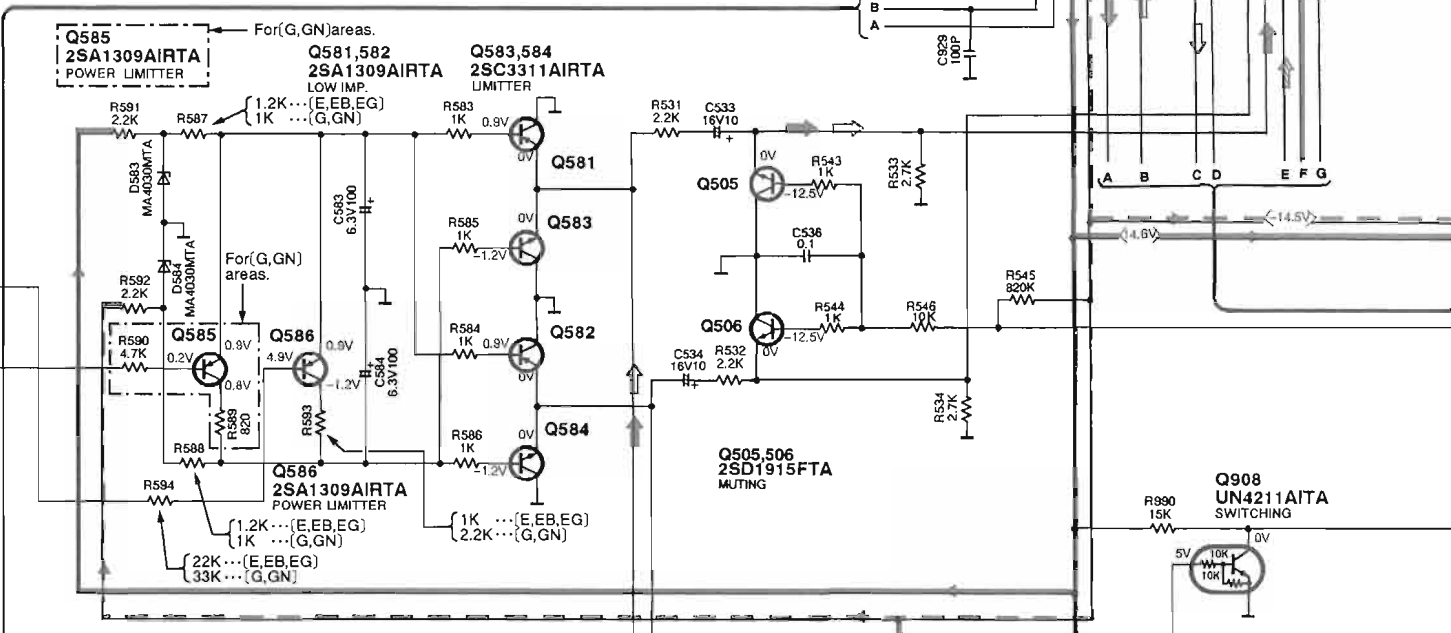 B
A
C929
100P
Q585
2SA1309AIRTA
POWER LIMITTER
For(G,GN)areas.
Q581,582
2SA1309AIRTA
LOW IMP.
Q583,584
2SC3311AIRTA
LIMITTER
R591
2.2K
R587
1.2K···(E,EB,EG)
1K ···(G,GN)
R583
1K
0.9V
0V
Q581
R531
2.2K
C533
16V10
D583
MA4030MTA
C583
6.3V100
+
+
0V
Q505
R543
1K
-12.5V
R533
2.7K
A
B
C
D
E
F
G
R585
1K
0V
-1.2V
Q583
C536
0.1
-14.5V
14.6V
D584
MA4030MTA
R592
2.2K
For(G,GN)
areas.
R545
820K
R590
4.7K
Q585
0.2V
0.9V
0.8V
Q586
4.9V
0.9V
-1.2V
C584
6.3V100
+
R584
1K
0.9V
0V
Q582
Q506
R544
1K
-12.5V
0V
R546
10K
C534
16V10
+
R532
2.2K
R534
2.7K
R589
820
R593
R588
R586
1K
0V
-1.2V
Q584
Q505,506
2SD1915FTA
MUTING
Q586
2SA1309AIRTA
POWER LIMITTER
R594
1.2K···(E,EB,EG)
1K ···(G,GN)
1K ···(E,EB,EG)
2.2K···(G,GN)
22K···(E,EB,EG)
33K···(G,GN)
Q908
UN4211AITA
SWITCHING
R990
15K
0V
5V
10K
10K